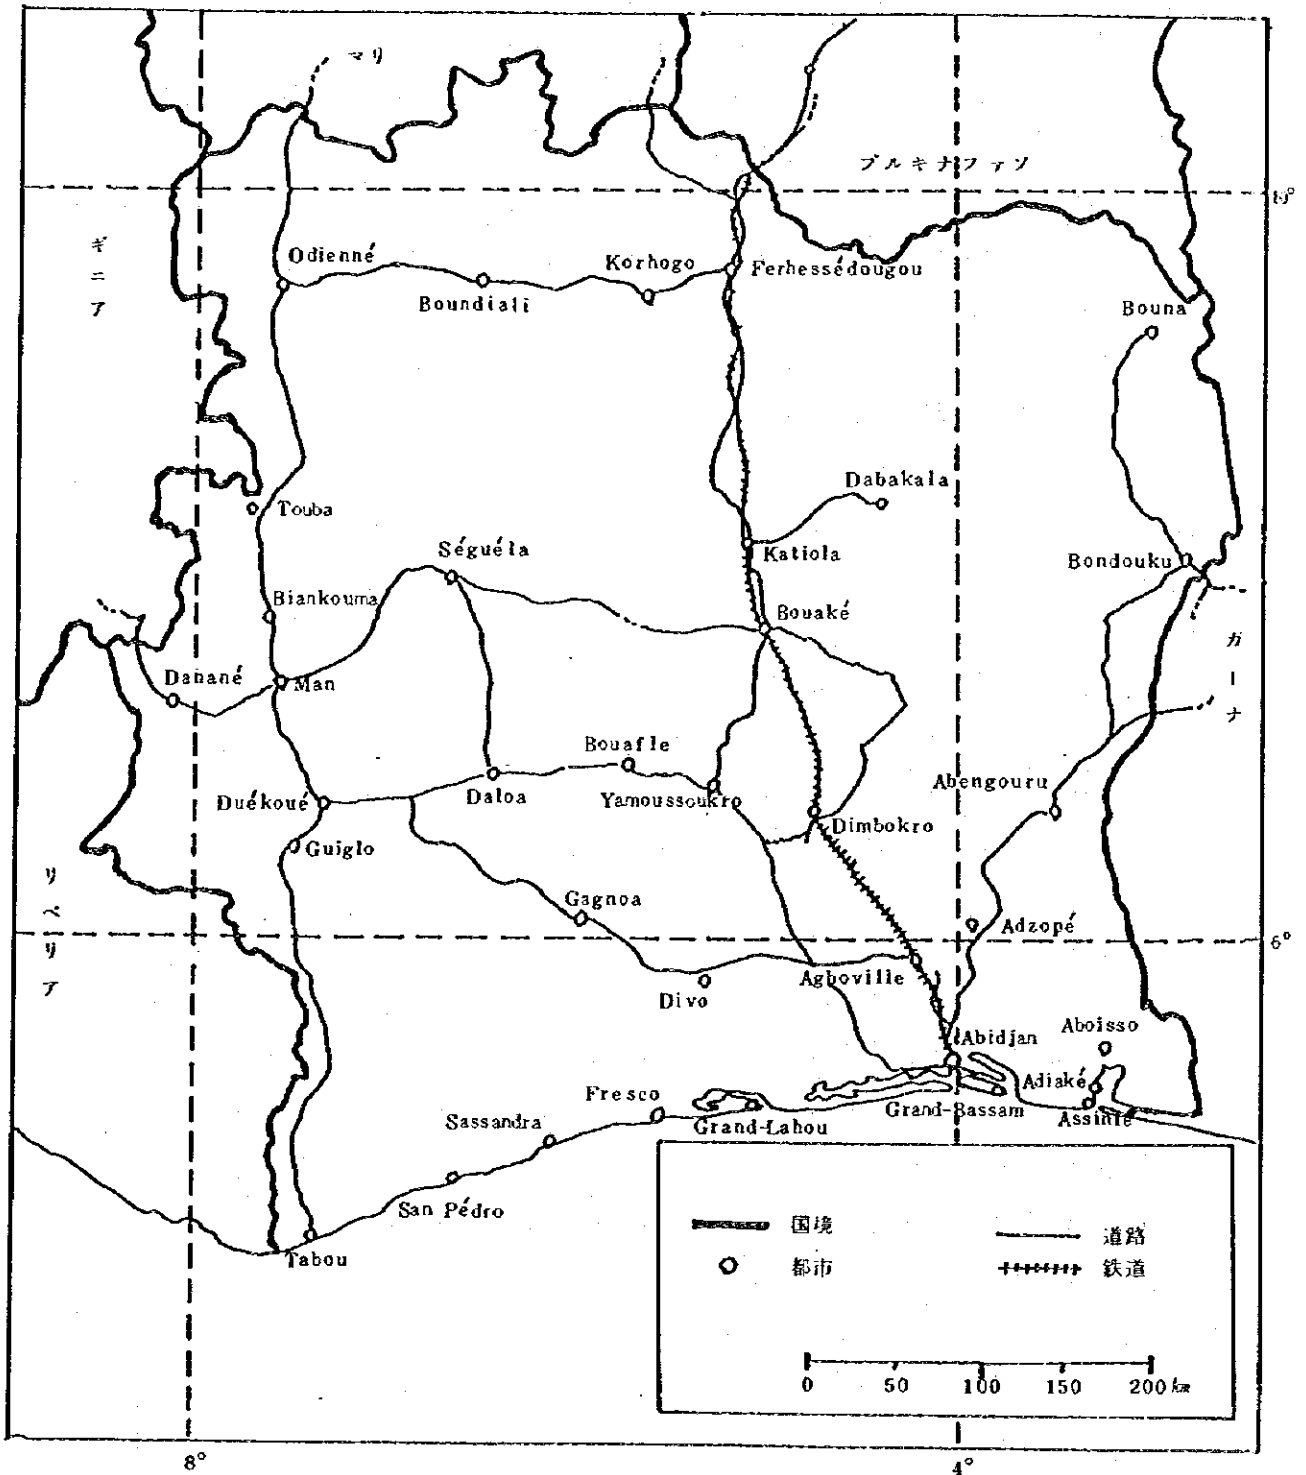 マリ
ブルキナファソ
10°
ギニア
Odienné
Korhogo
Ferhessédougou
Boundiali
Bouna
Dabakala
Touba
Séguéla
Katiola
Bondouku
Biankouma
Bouaké
ガーナ
Danané
Man
Bouafle
Abengouru
Duékoué
Daloa
Yamoussoukro
Dimbokro
Guiglo
リベリア
Gagnoa
Adzopé
6°
Agboville
Divo
Aboisso
Abidjan
Adiaké
Fresco
Grand-Bassam
Assinie
Sassandra
Grand-Lahou
San Pédro
Tabou
国境
道路
都市
鉄道
0 50 100 150 200km
8°
4°